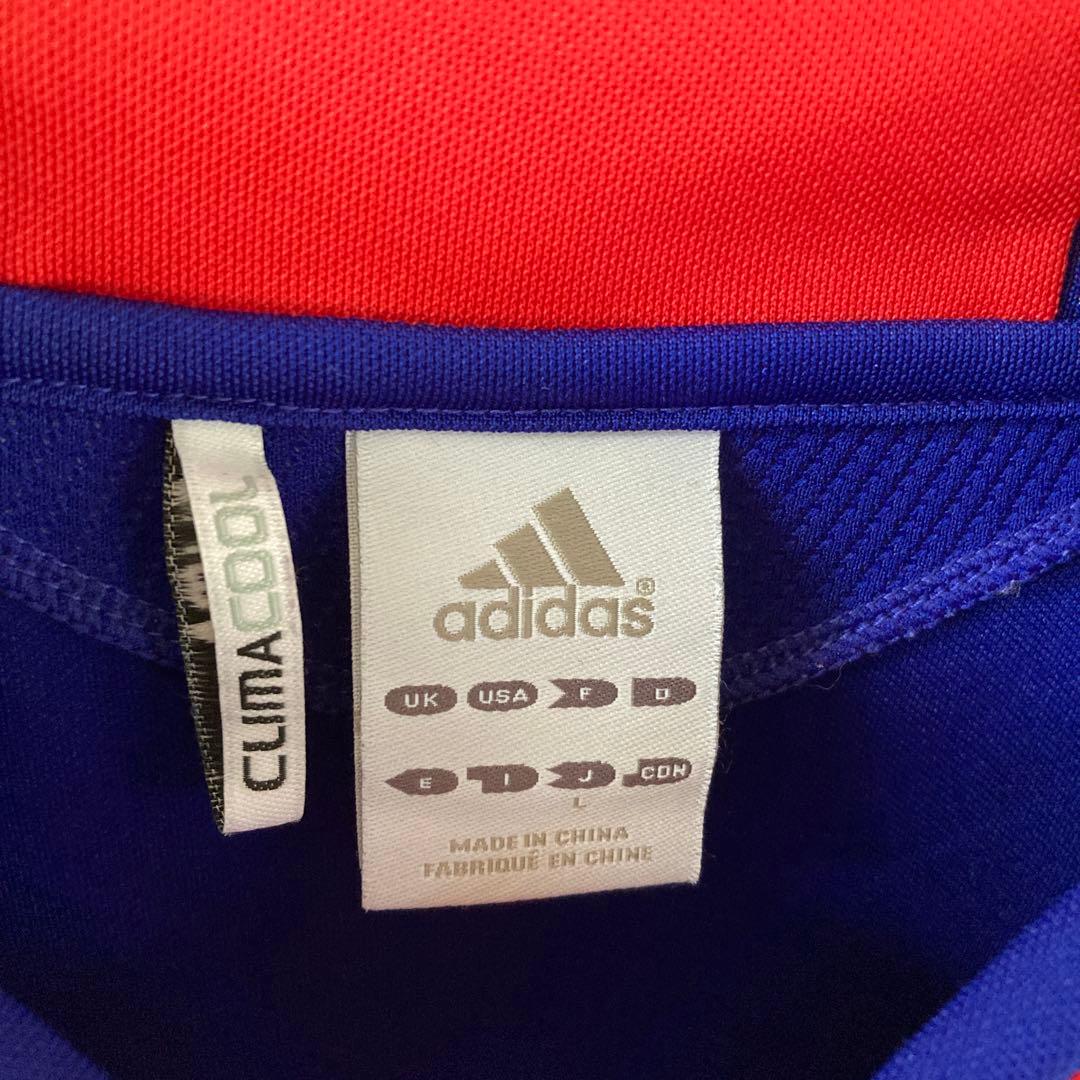 CLIMACOOL
adidas®
UK USA F D
E I J CDN
L
MADE IN CHINA
FABRIQUÉ EN CHINE